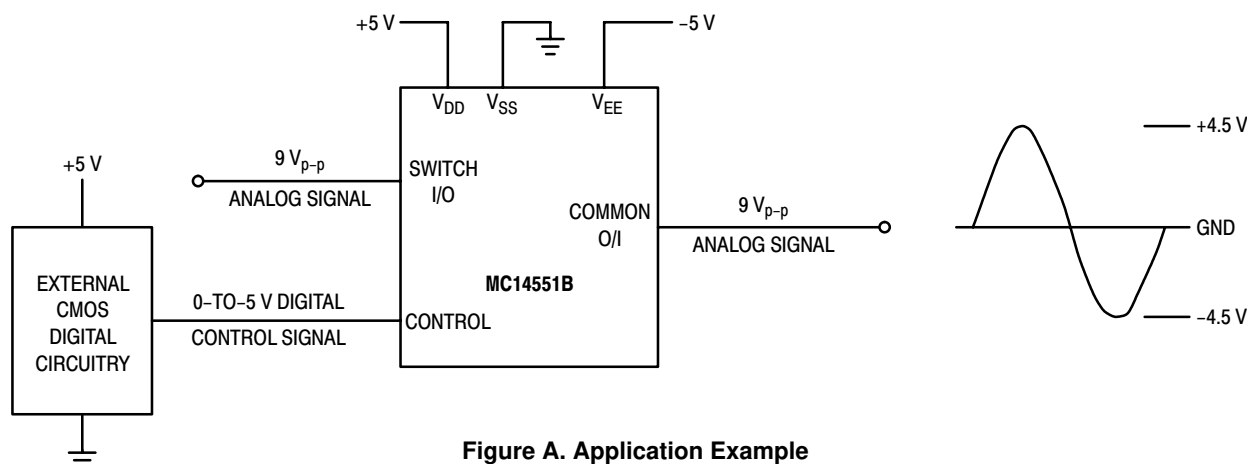 +5 V
−5 V
V_DD
V_SS
V_EE
9 V_p–p
ANALOG SIGNAL
SWITCH
I/O
COMMON
O/I
9 V_p–p
ANALOG SIGNAL
+4.5 V
GND
−4.5 V
+5 V
EXTERNAL
CMOS
DIGITAL
CIRCUITRY
0−TO−5 V DIGITAL
CONTROL SIGNAL
CONTROL
MC14551B
Figure A. Application Example